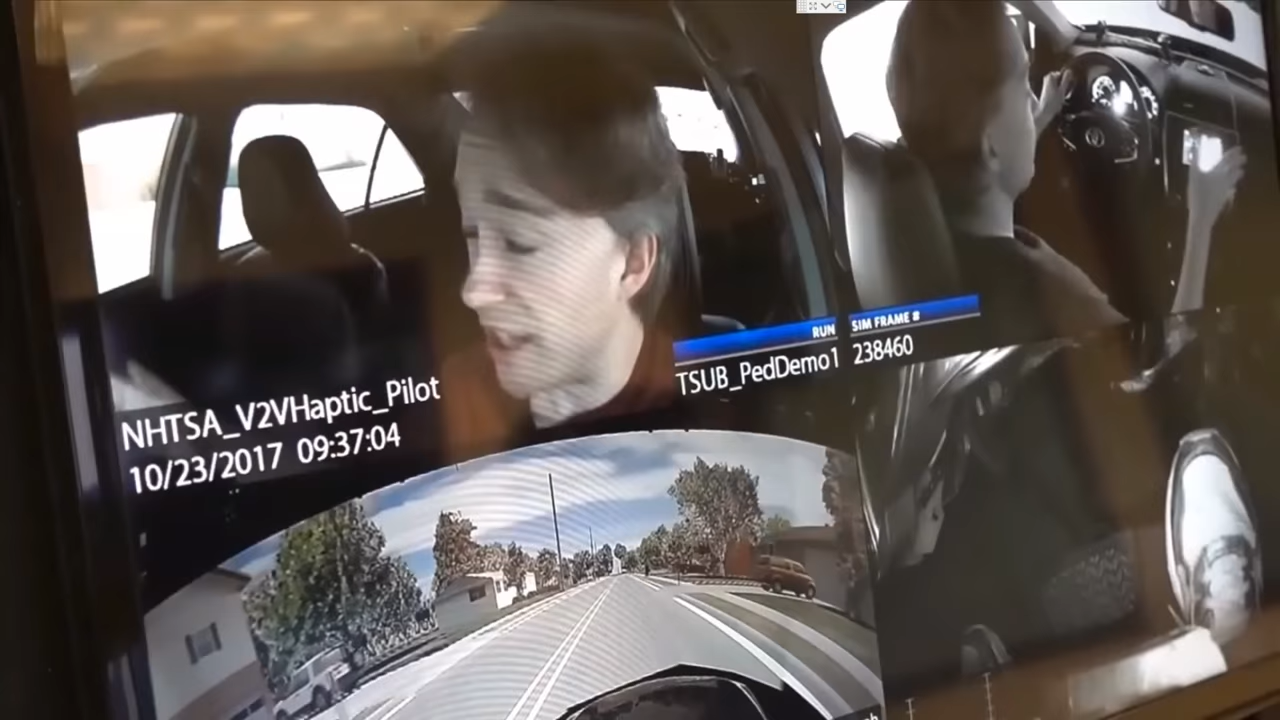 NHTSA_V2VHaptic_Pilot
10/23/2017 09:37:04
RUN
TSUB_PedDemo1
SIM FRAME #
238460